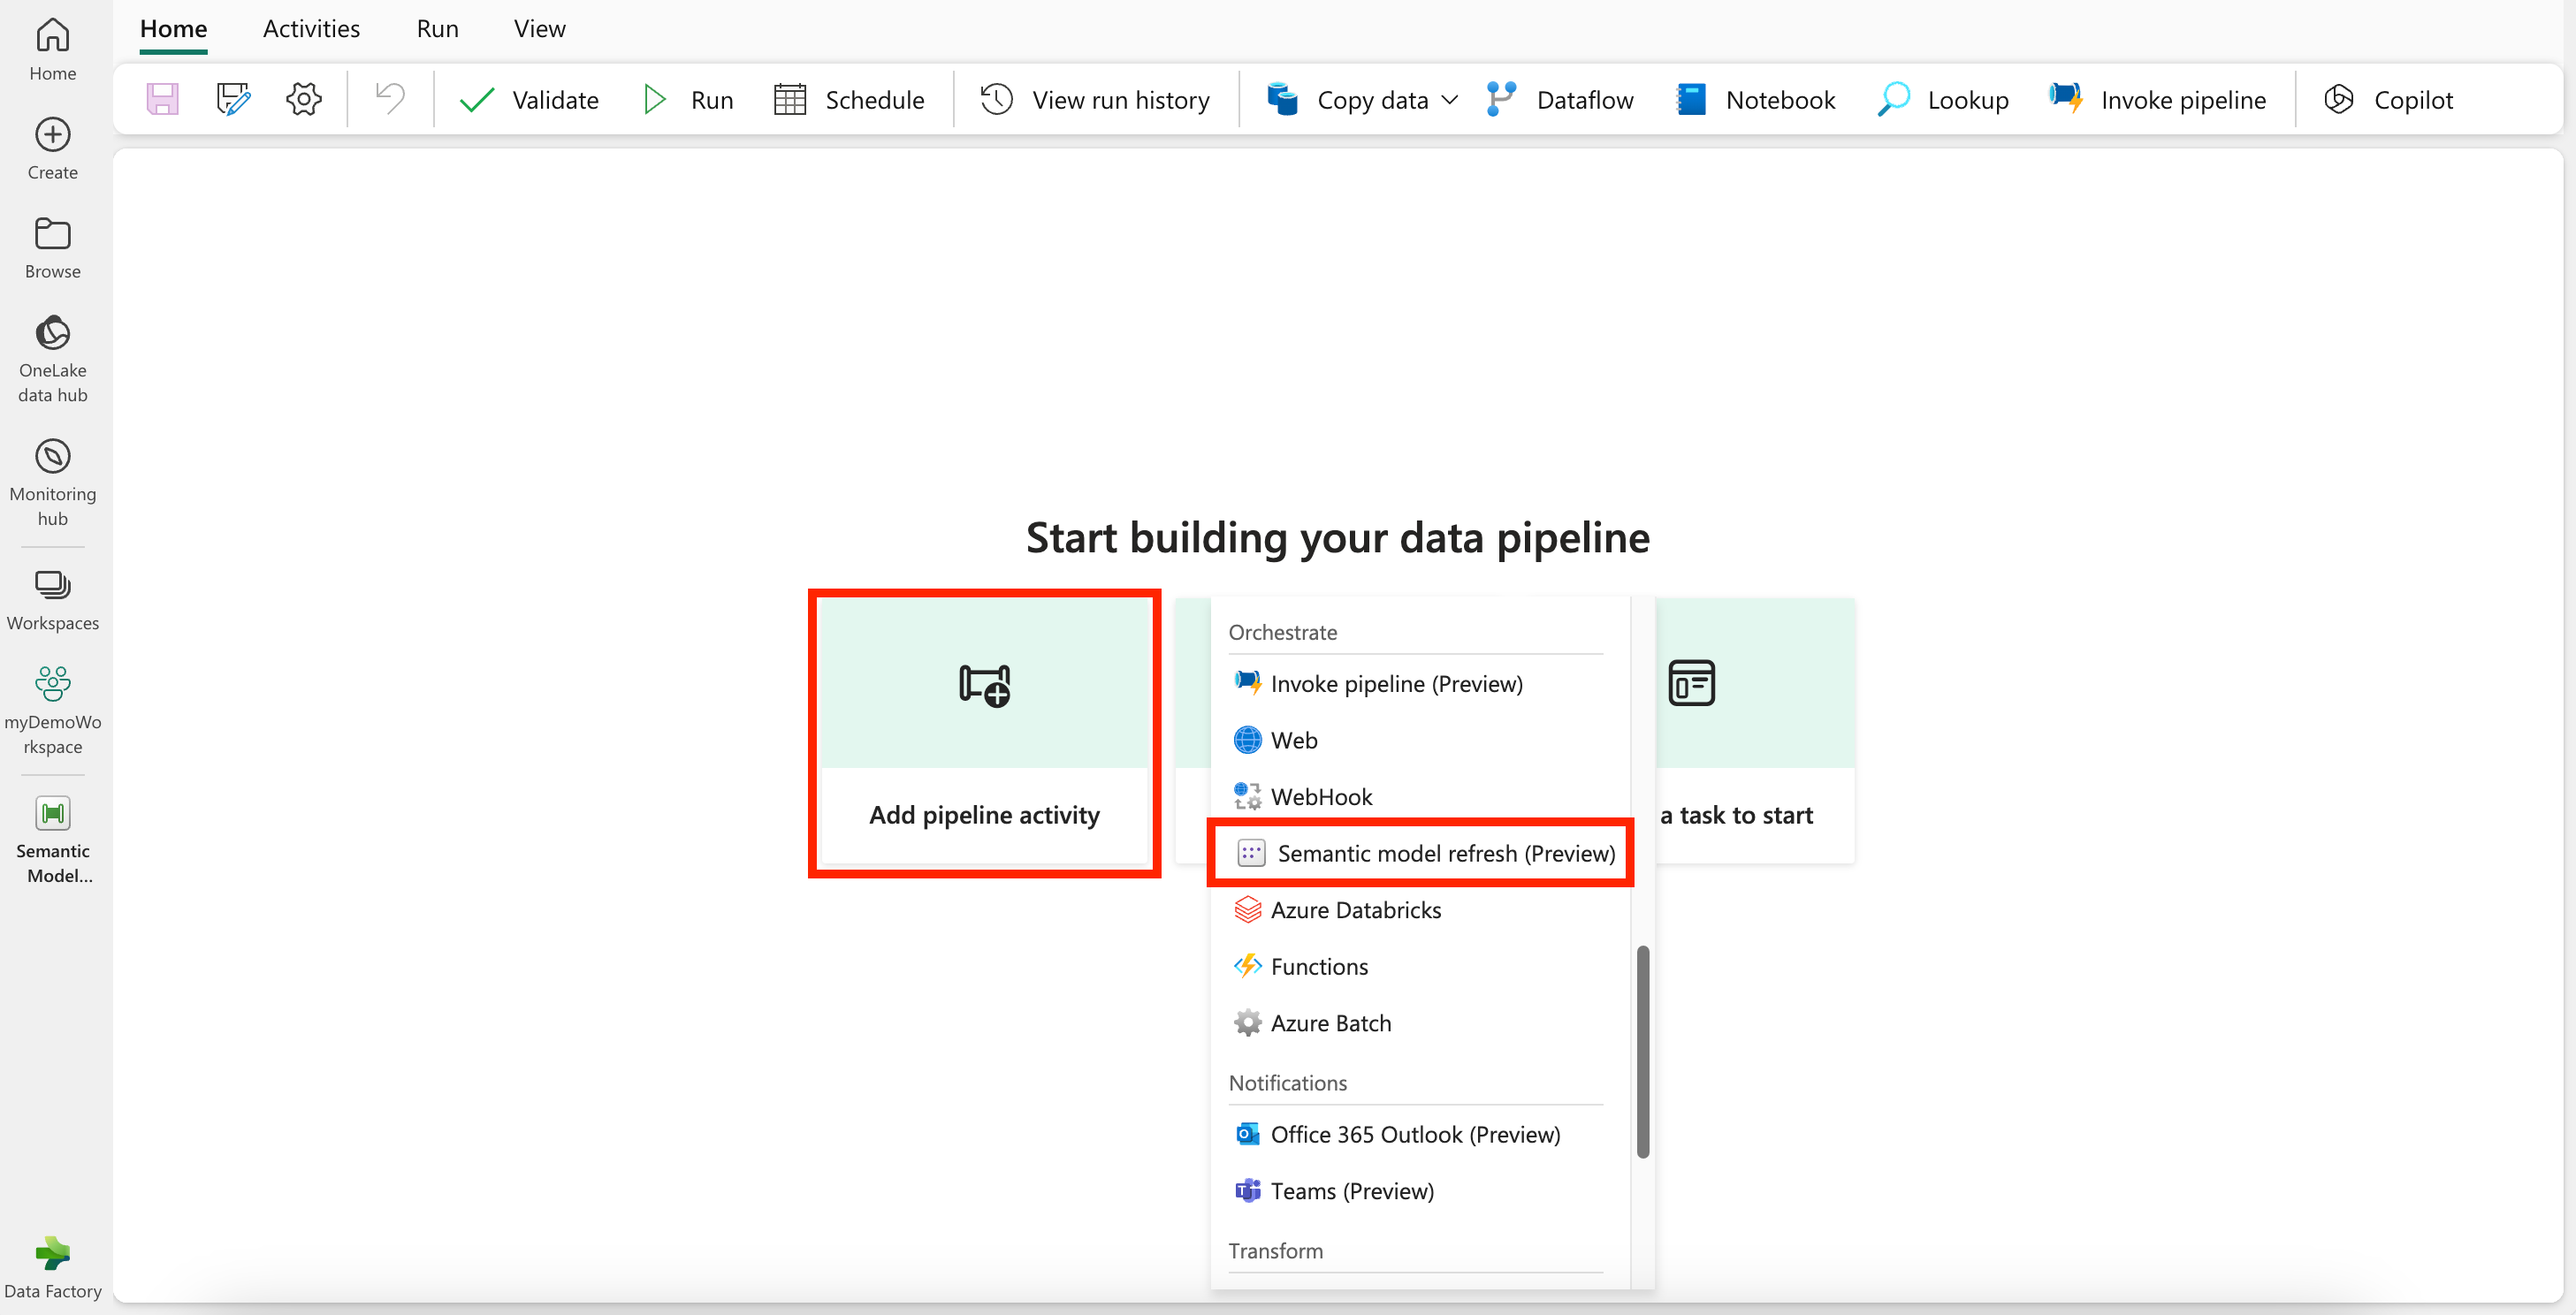 Home
Activities
Run
View
Validate
Run
Schedule
View run history
Copy data
Dataflow
Notebook
Lookup
Invoke pipeline
Copilot
Home
Create
Browse
OneLake
data hub
Monitoring
hub
Workspaces
myDemoWo
rkspace
Semantic
Model...
Data Factory
Start building your data pipeline
Add pipeline activity
a task to start
Orchestrate
Invoke pipeline (Preview)
Web
WebHook
Semantic model refresh (Preview)
Azure Databricks
Functions
Azure Batch
Notifications
Office 365 Outlook (Preview)
Teams (Preview)
Transform